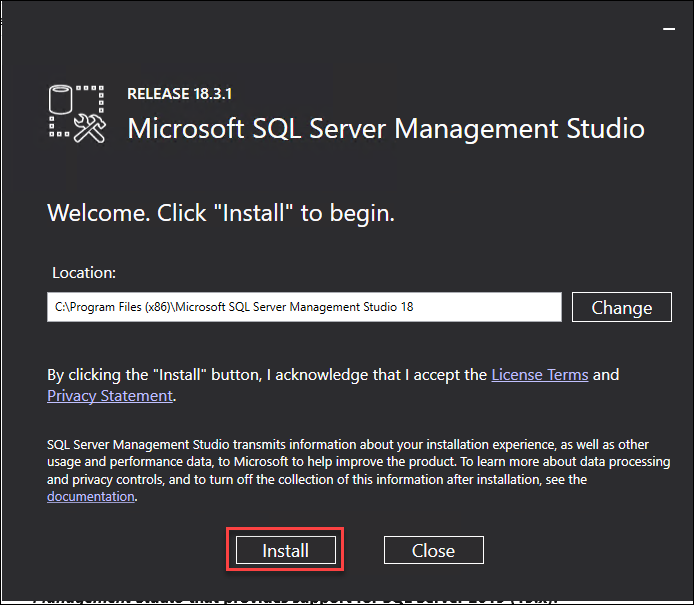 RELEASE 18.3.1
Microsoft SQL Server Management Studio
Welcome. Click "Install" to begin.
Location:
C:\Program Files (x86)\Microsoft SQL Server Management Studio 18
Change
By clicking the "Install" button, I acknowledge that I accept the License Terms and
Privacy Statement.
SQL Server Management Studio transmits information about your installation experience, as well as other
usage and performance data, to Microsoft to help improve the product. To learn more about data processing
and privacy controls, and to turn off the collection of this information after installation, see the
documentation.
Install Close